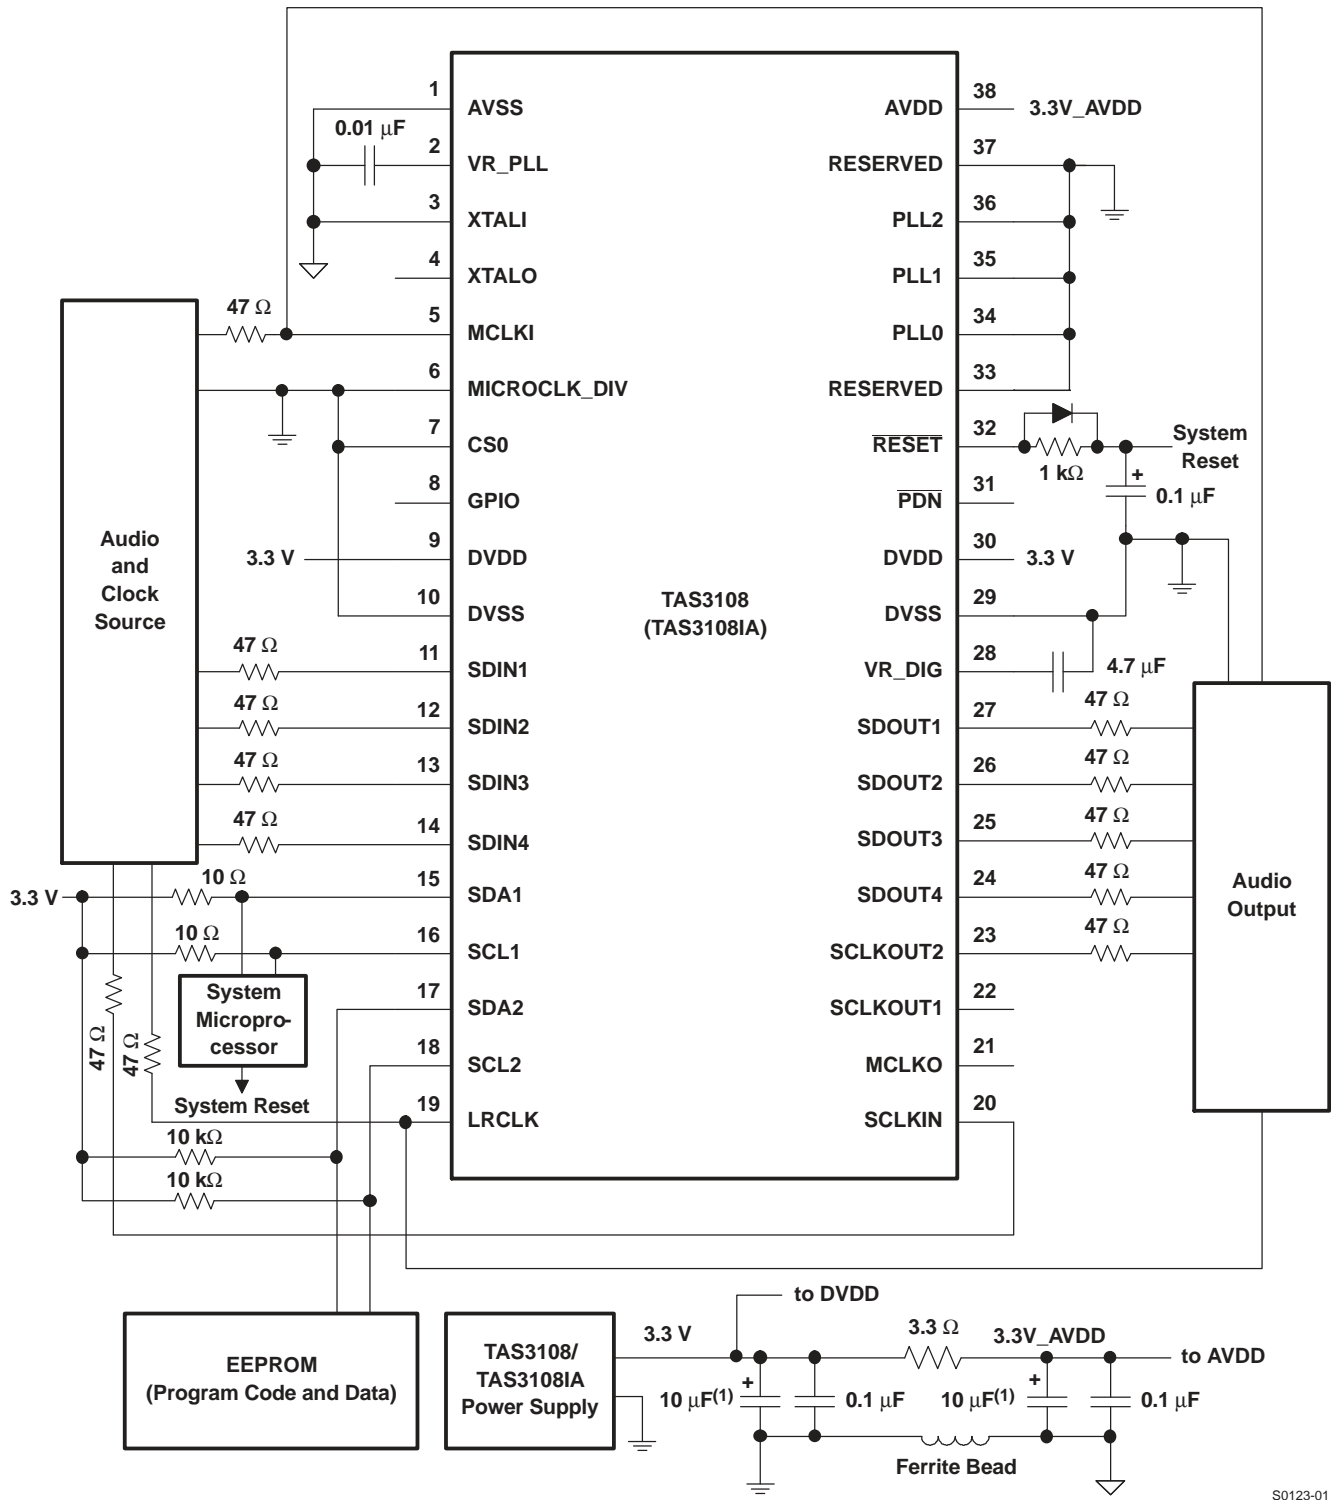 1 AVSS AVDD 38 3.3V_AVDD
0.01 μF
2 VR_PLL RESERVED 37
3 XTALI PLL2 36
4 XTALO PLL1 35
47 Ω
5 MCLKI PLL0 34
6 MICROCLK_DIV RESERVED 33
7 CS0 RESET 32
1 kΩ
System
Reset
+
0.1 μF
8 GPIO PDN 31
3.3 V 9 DVDD DVDD 30 3.3 V
10 DVSS DVSS 29
Audio
and
Clock
Source
TAS3108
(TAS3108IA)
47 Ω 11 SDIN1 VR_DIG 28 4.7 μF
47 Ω 12 SDIN2 SDOUT1 27 47 Ω
47 Ω 13 SDIN3 SDOUT2 26 47 Ω
47 Ω 14 SDIN4 SDOUT3 25 47 Ω
3.3 V 10 Ω 15 SDA1 SDOUT4 24 47 Ω
10 Ω 16 SCL1 SCLKOUT2 23 47 Ω
Audio
Output
System
Micropro-
cessor
System Reset
47 Ω
47 Ω
17 SDA2 SCLKOUT1 22
18 SCL2 MCLKO 21
19 LRCLK SCLKIN 20
10 kΩ
10 kΩ
EEPROM
(Program Code and Data)
TAS3108/
TAS3108IA
Power Supply
to DVDD
3.3 V
3.3 Ω
3.3V_AVDD
to AVDD
+
10 μF(1)
0.1 μF
+
10 μF(1)
0.1 μF
Ferrite Bead
S0123-01